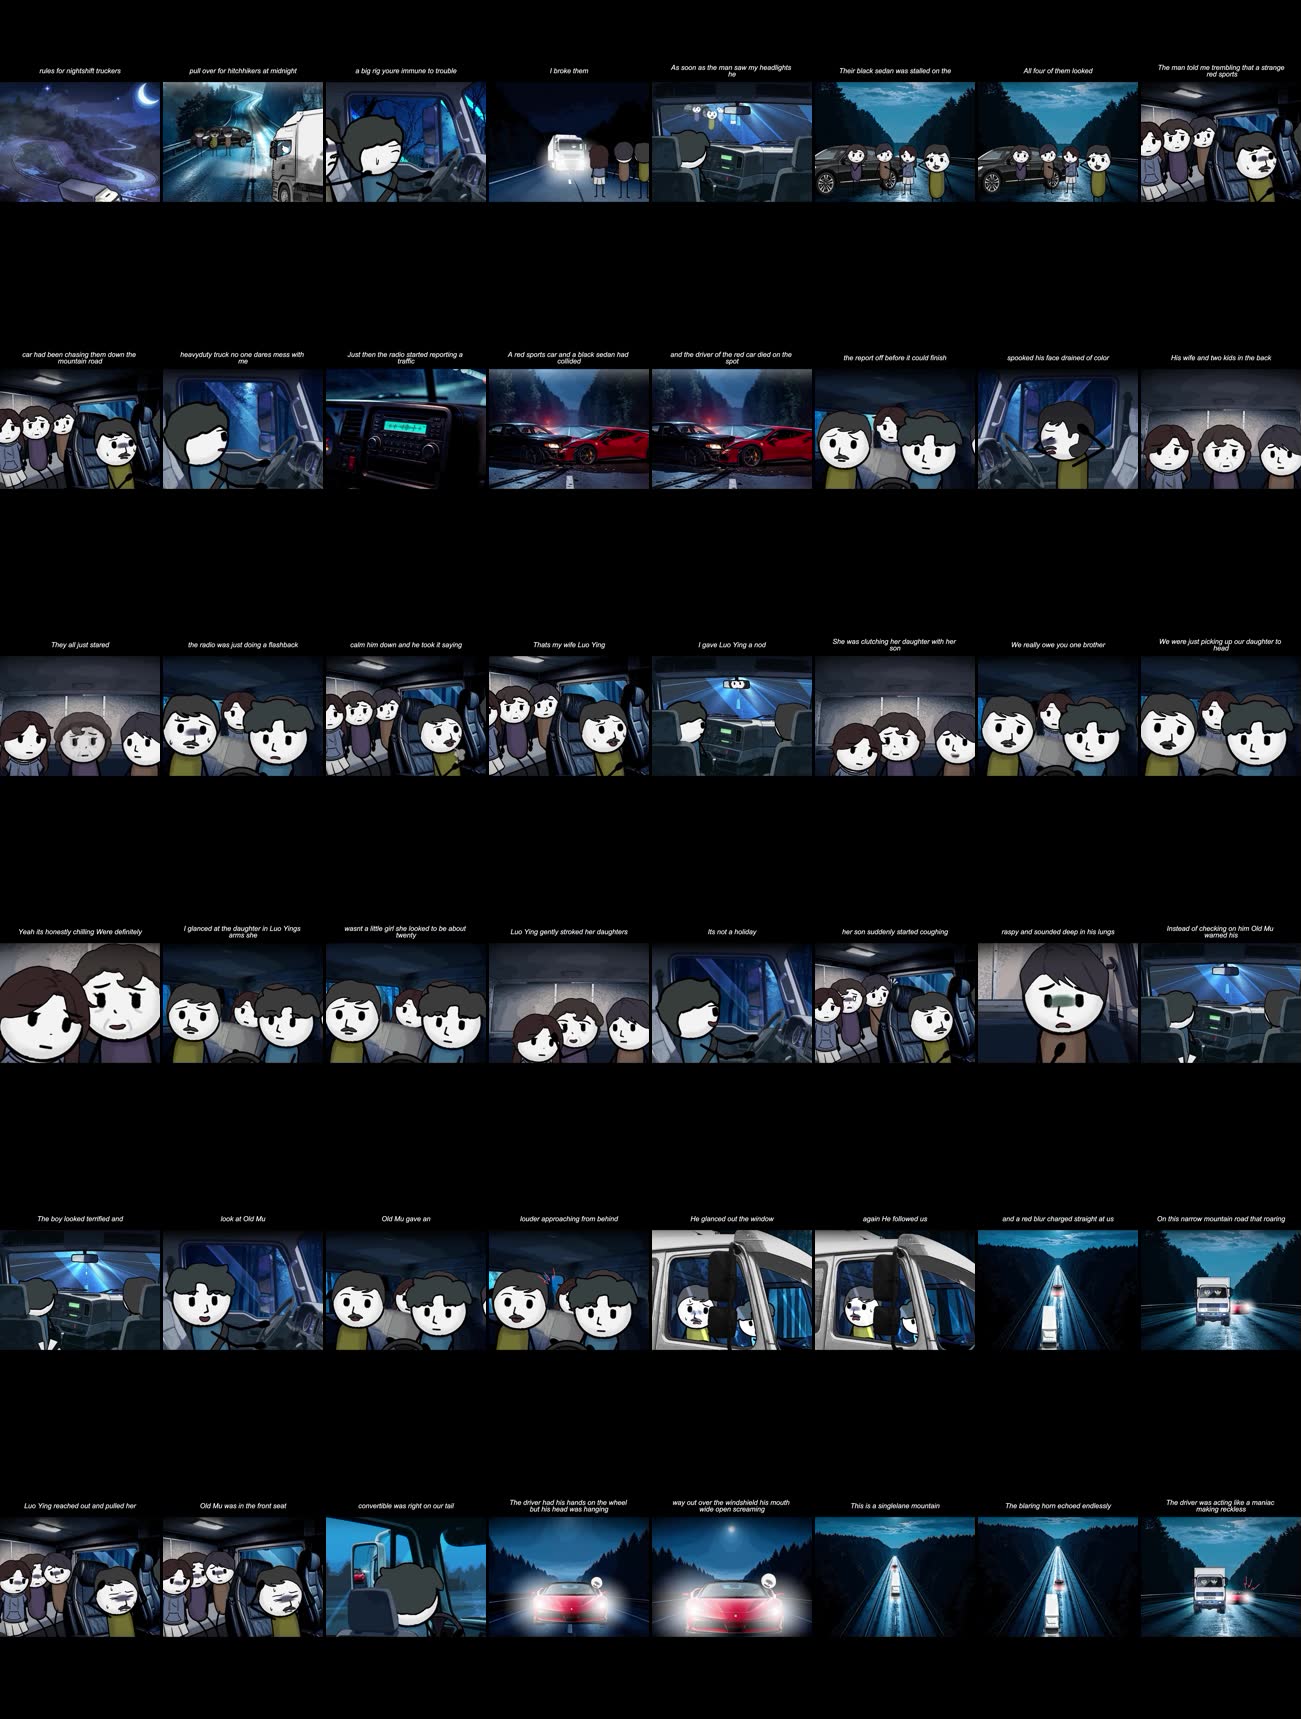 rules for nightshift truckers
pull over for hitchhikers at midnight
a big rig youre immune to trouble
I broke them
As soon as the man saw my headlights
he
Their black sedan was stalled on the
All four of them looked
The man told me trembling that a strange
red sports
car had been chasing them down the
mountain road
heavyduty truck no one dares mess with
me
Just then the radio started reporting a
traffic
A red sports car and a black sedan had
collided
and the driver of the red car died on the
spot
the report off before it could finish
spooked his face drained of color
His wife and two kids in the back
They all just stared
the radio was just doing a flashback
calm him down and he took it saying
Thats my wife Luo Ying
I gave Luo Ying a nod
She was clutching her daughter with her
son
We really owe you one brother
We were just picking up our daughter to
head
Yeah its honestly chilling Were definitely
I glanced at the daughter in Luo Yings
arms she
wasnt a little girl she looked to be about
twenty
Luo Ying gently stroked her daughters
Its not a holiday
her son suddenly started coughing
raspy and sounded deep in his lungs
Instead of checking on him Old Mu
warned his
The boy looked terrified and
look at Old Mu
Old Mu gave an
louder approaching from behind
He glanced out the window
again He followed us
and a red blur charged straight at us
On this narrow mountain road that roaring
Luo Ying reached out and pulled her
Old Mu was in the front seat
convertible was right on our tail
The driver had his hands on the wheel
but his head was hanging
way out over the windshield his mouth
wide open screaming
This is a singlelane mountain
The blaring horn echoed endlessly
The driver was acting like a maniac
making reckless